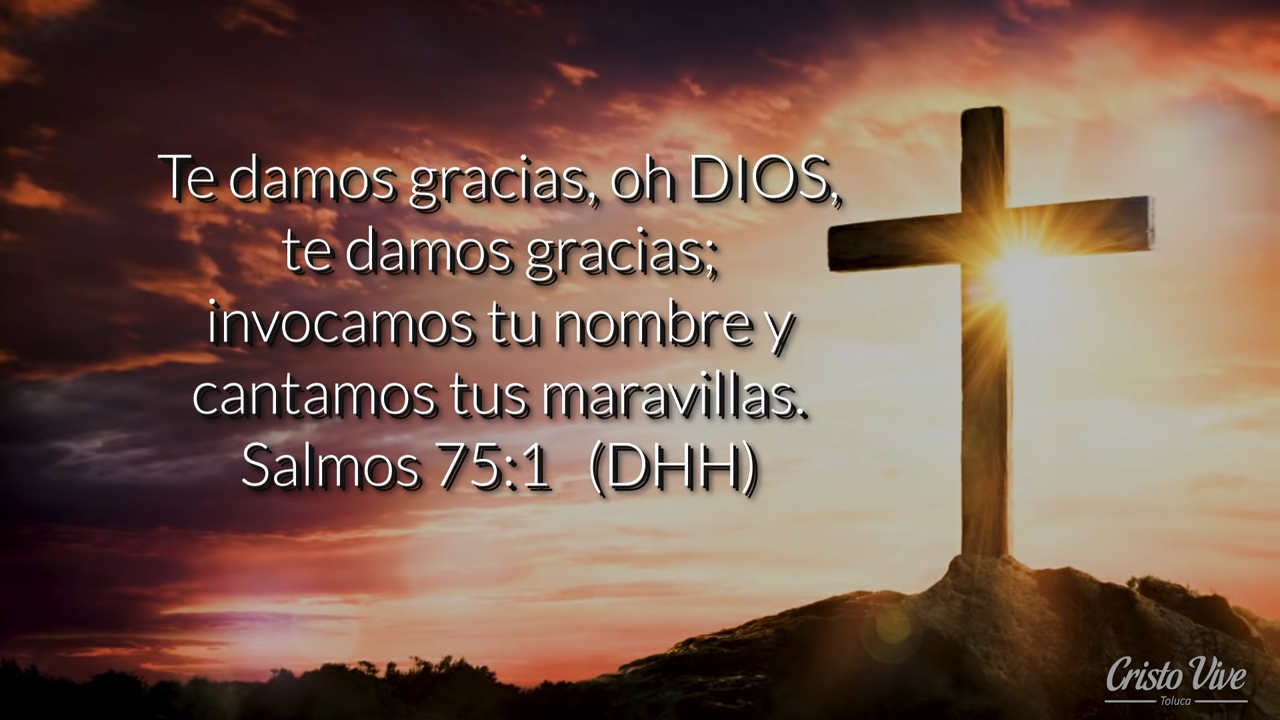 Te damos gracias, oh DIOS,
te damos gracias;
invocamos tu nombre y
cantamos tus maravillas.
Salmos 75:1 (DHH)
Cristo Vive
Toluca